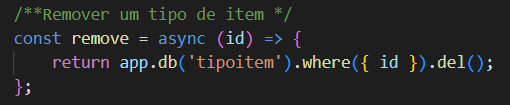 /**Remover um tipo de item */
const remove = async (id) => {
    return app.db('tipoitem').where({ id }).del();
};